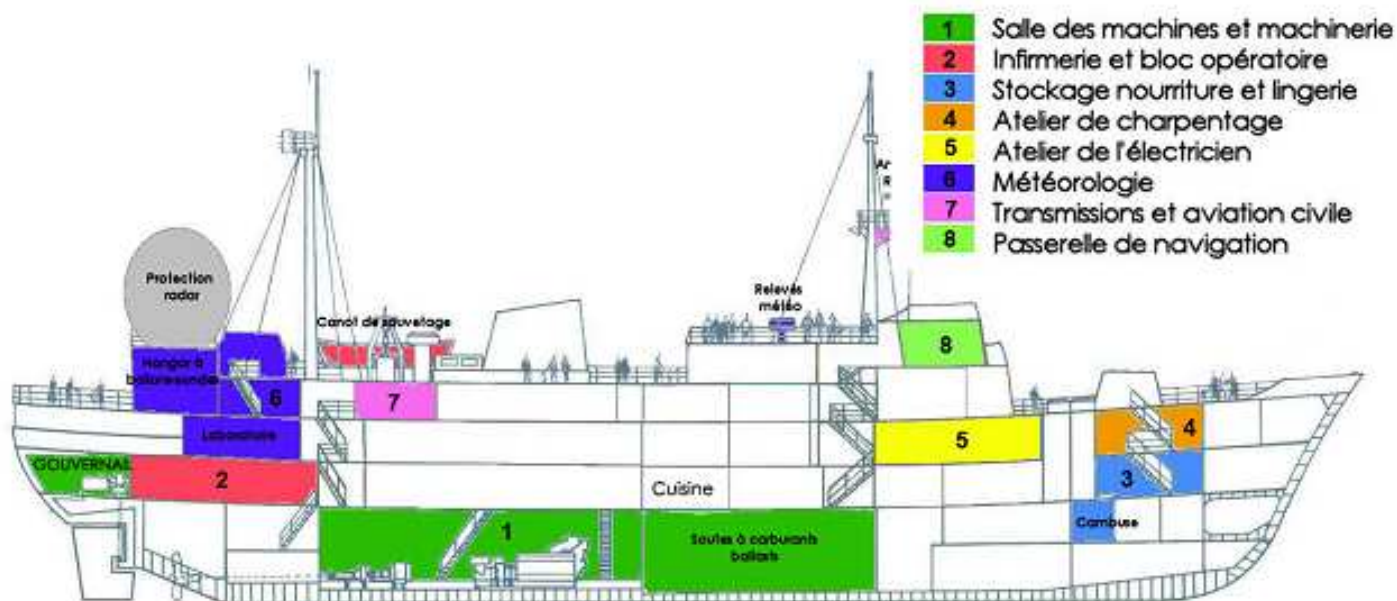 1 Salle des machines et machinerie
2 Infirmerie et bloc opératoire
3 Stockage nourriture et lingerie
4 Atelier de charpentage
5 Atelier de l'électricien
6 Météorologie
7 Transmissions et aviation civile
8 Passerelle de navigation
Protection
radar
Canot de sauvetage
Relevés
météo
8
Hangar à
6
7
Laboratoire
5
4
GOUVERNAIL
2
3
Cuisine
1
Soutes à carburants
ballasts
Cambuse